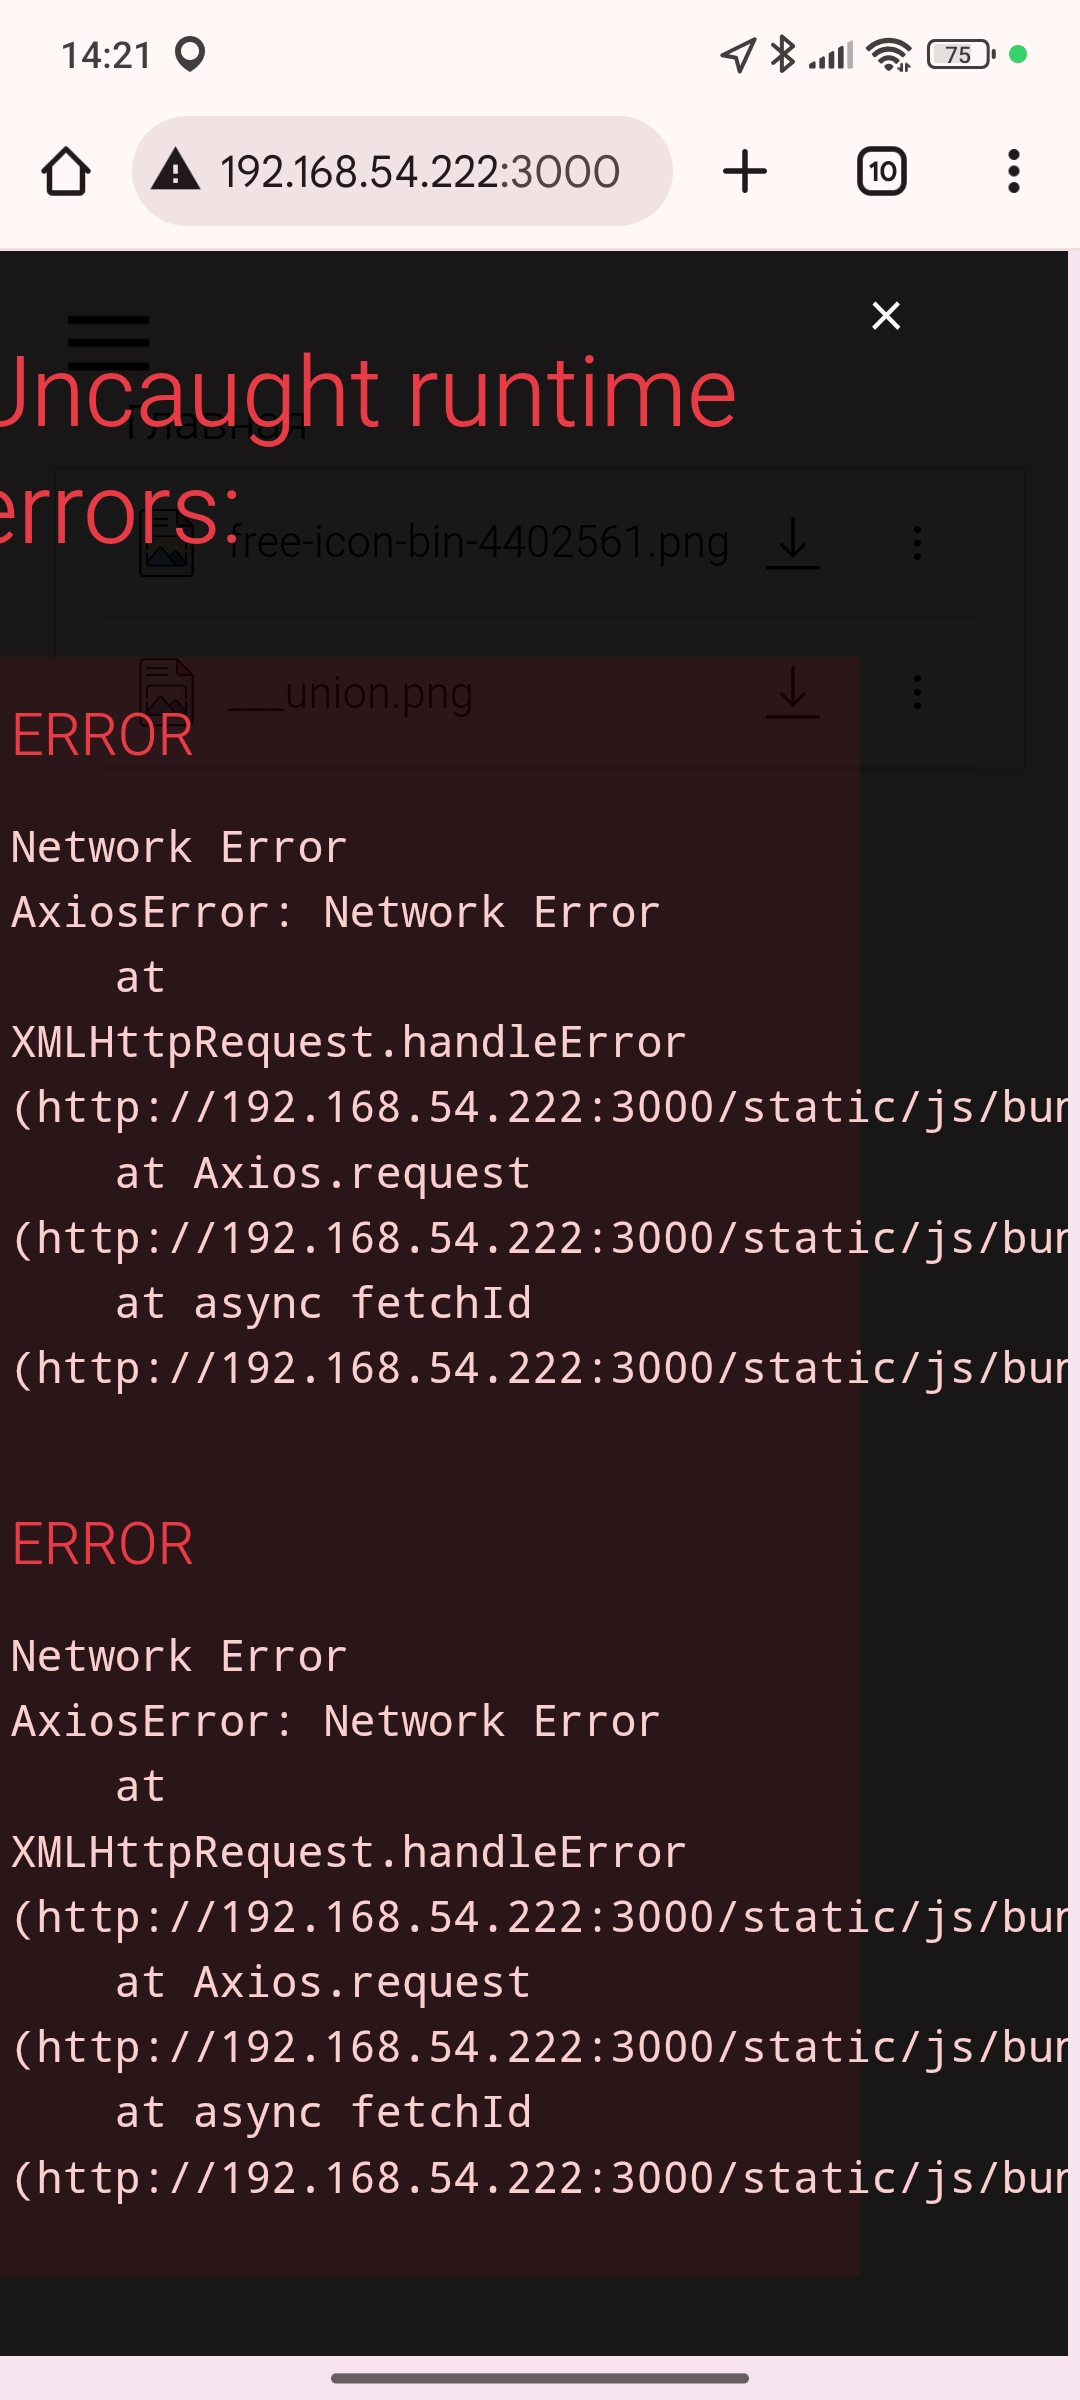 14:21
75
192.168.54.222:3000
10
Uncaught runtime
errors:
Главная
free-icon-bin-4402561.png
___union.png
ERROR
Network Error
AxiosError: Network Error
at
XMLHttpRequest.handleError
(http://192.168.54.222:3000/static/js/bun
at Axios.request
(http://192.168.54.222:3000/static/js/bun
at async fetchId
(http://192.168.54.222:3000/static/js/bun
ERROR
Network Error
AxiosError: Network Error
at
XMLHttpRequest.handleError
(http://192.168.54.222:3000/static/js/bun
at Axios.request
(http://192.168.54.222:3000/static/js/bun
at async fetchId
(http://192.168.54.222:3000/static/js/bun